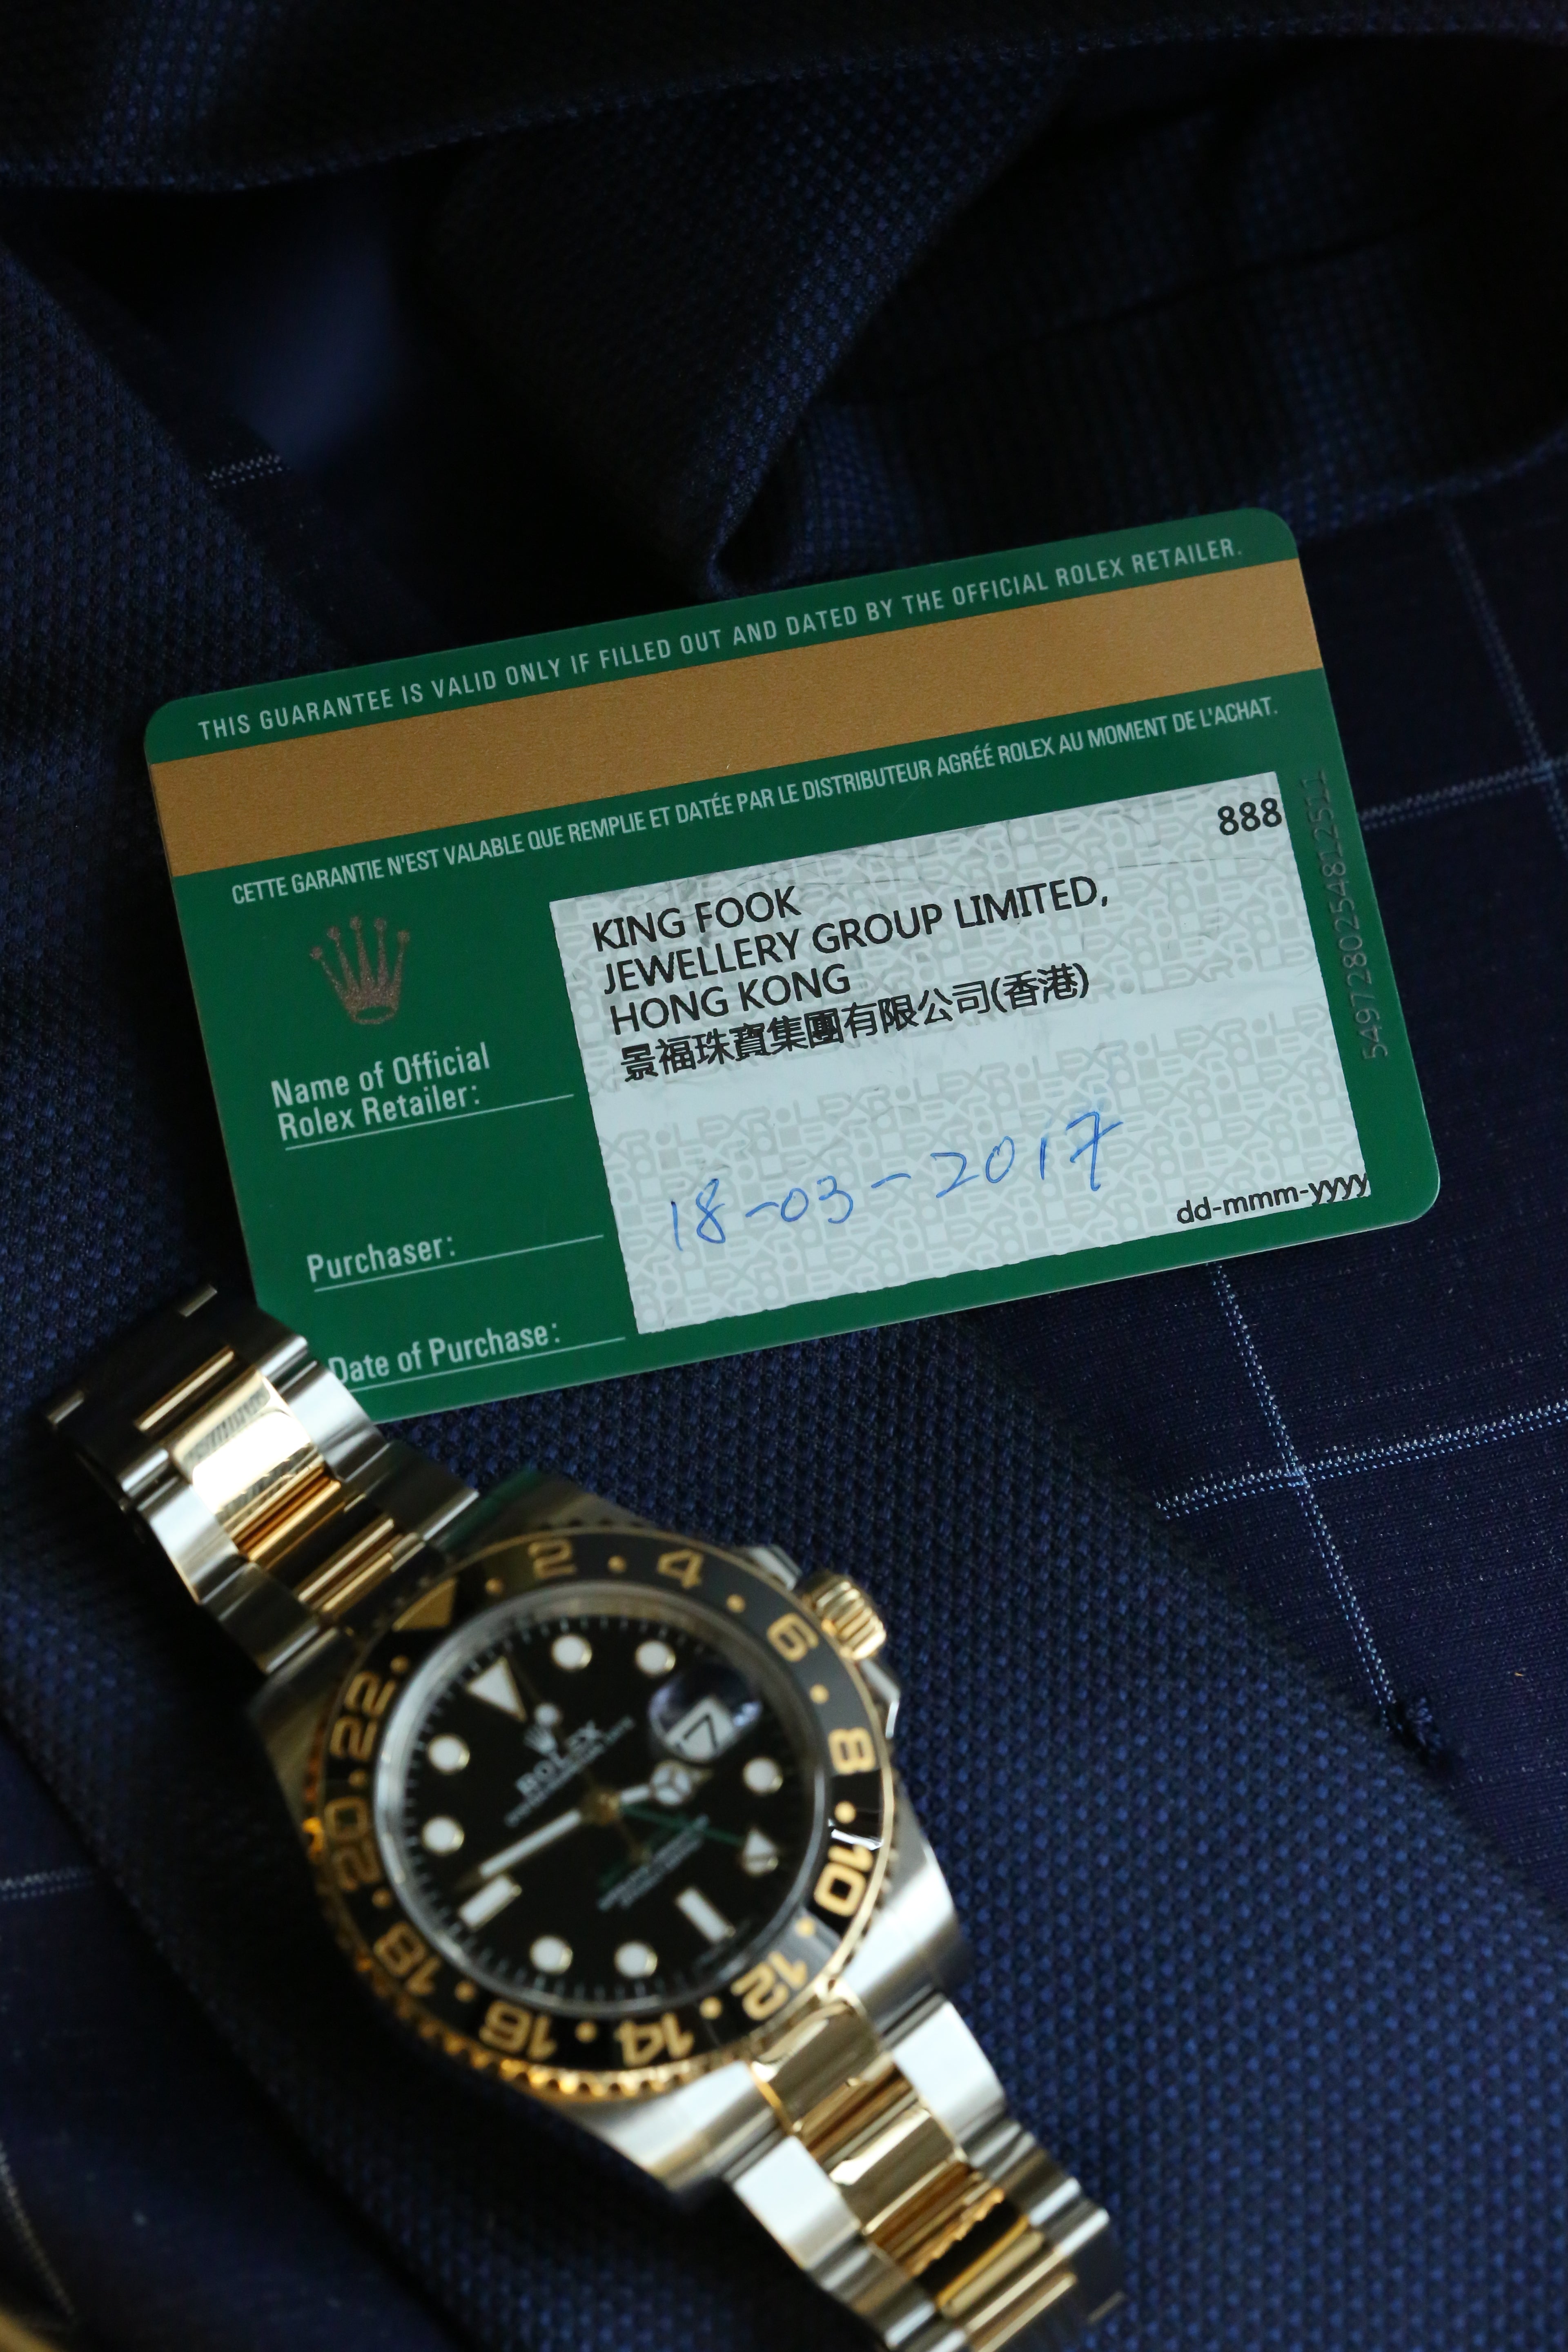 THIS GUARANTEE IS VALID ONLY IF FILLED OUT AND DATED BY THE OFFICIAL ROLEX RETAILER.
CETTE GARANTIE N'EST VALABLE QUE REMPLIE ET DATÉE PAR LE DISTRIBUTEUR AGRÉÉ ROLEX AU MOMENT DE L'ACHAT.
888
KING FOOK
JEWELLERY GROUP LIMITED,
HONG KONG
景福珠寶集團有限公司(香港)
Name of Official
Rolex Retailer:
Purchaser:
18-03-2017
dd-mmm-yyyy
Date of Purchase:
5497280254812511
2 4 6 8 10 12 14 16 18 20 22
ROLEX
17